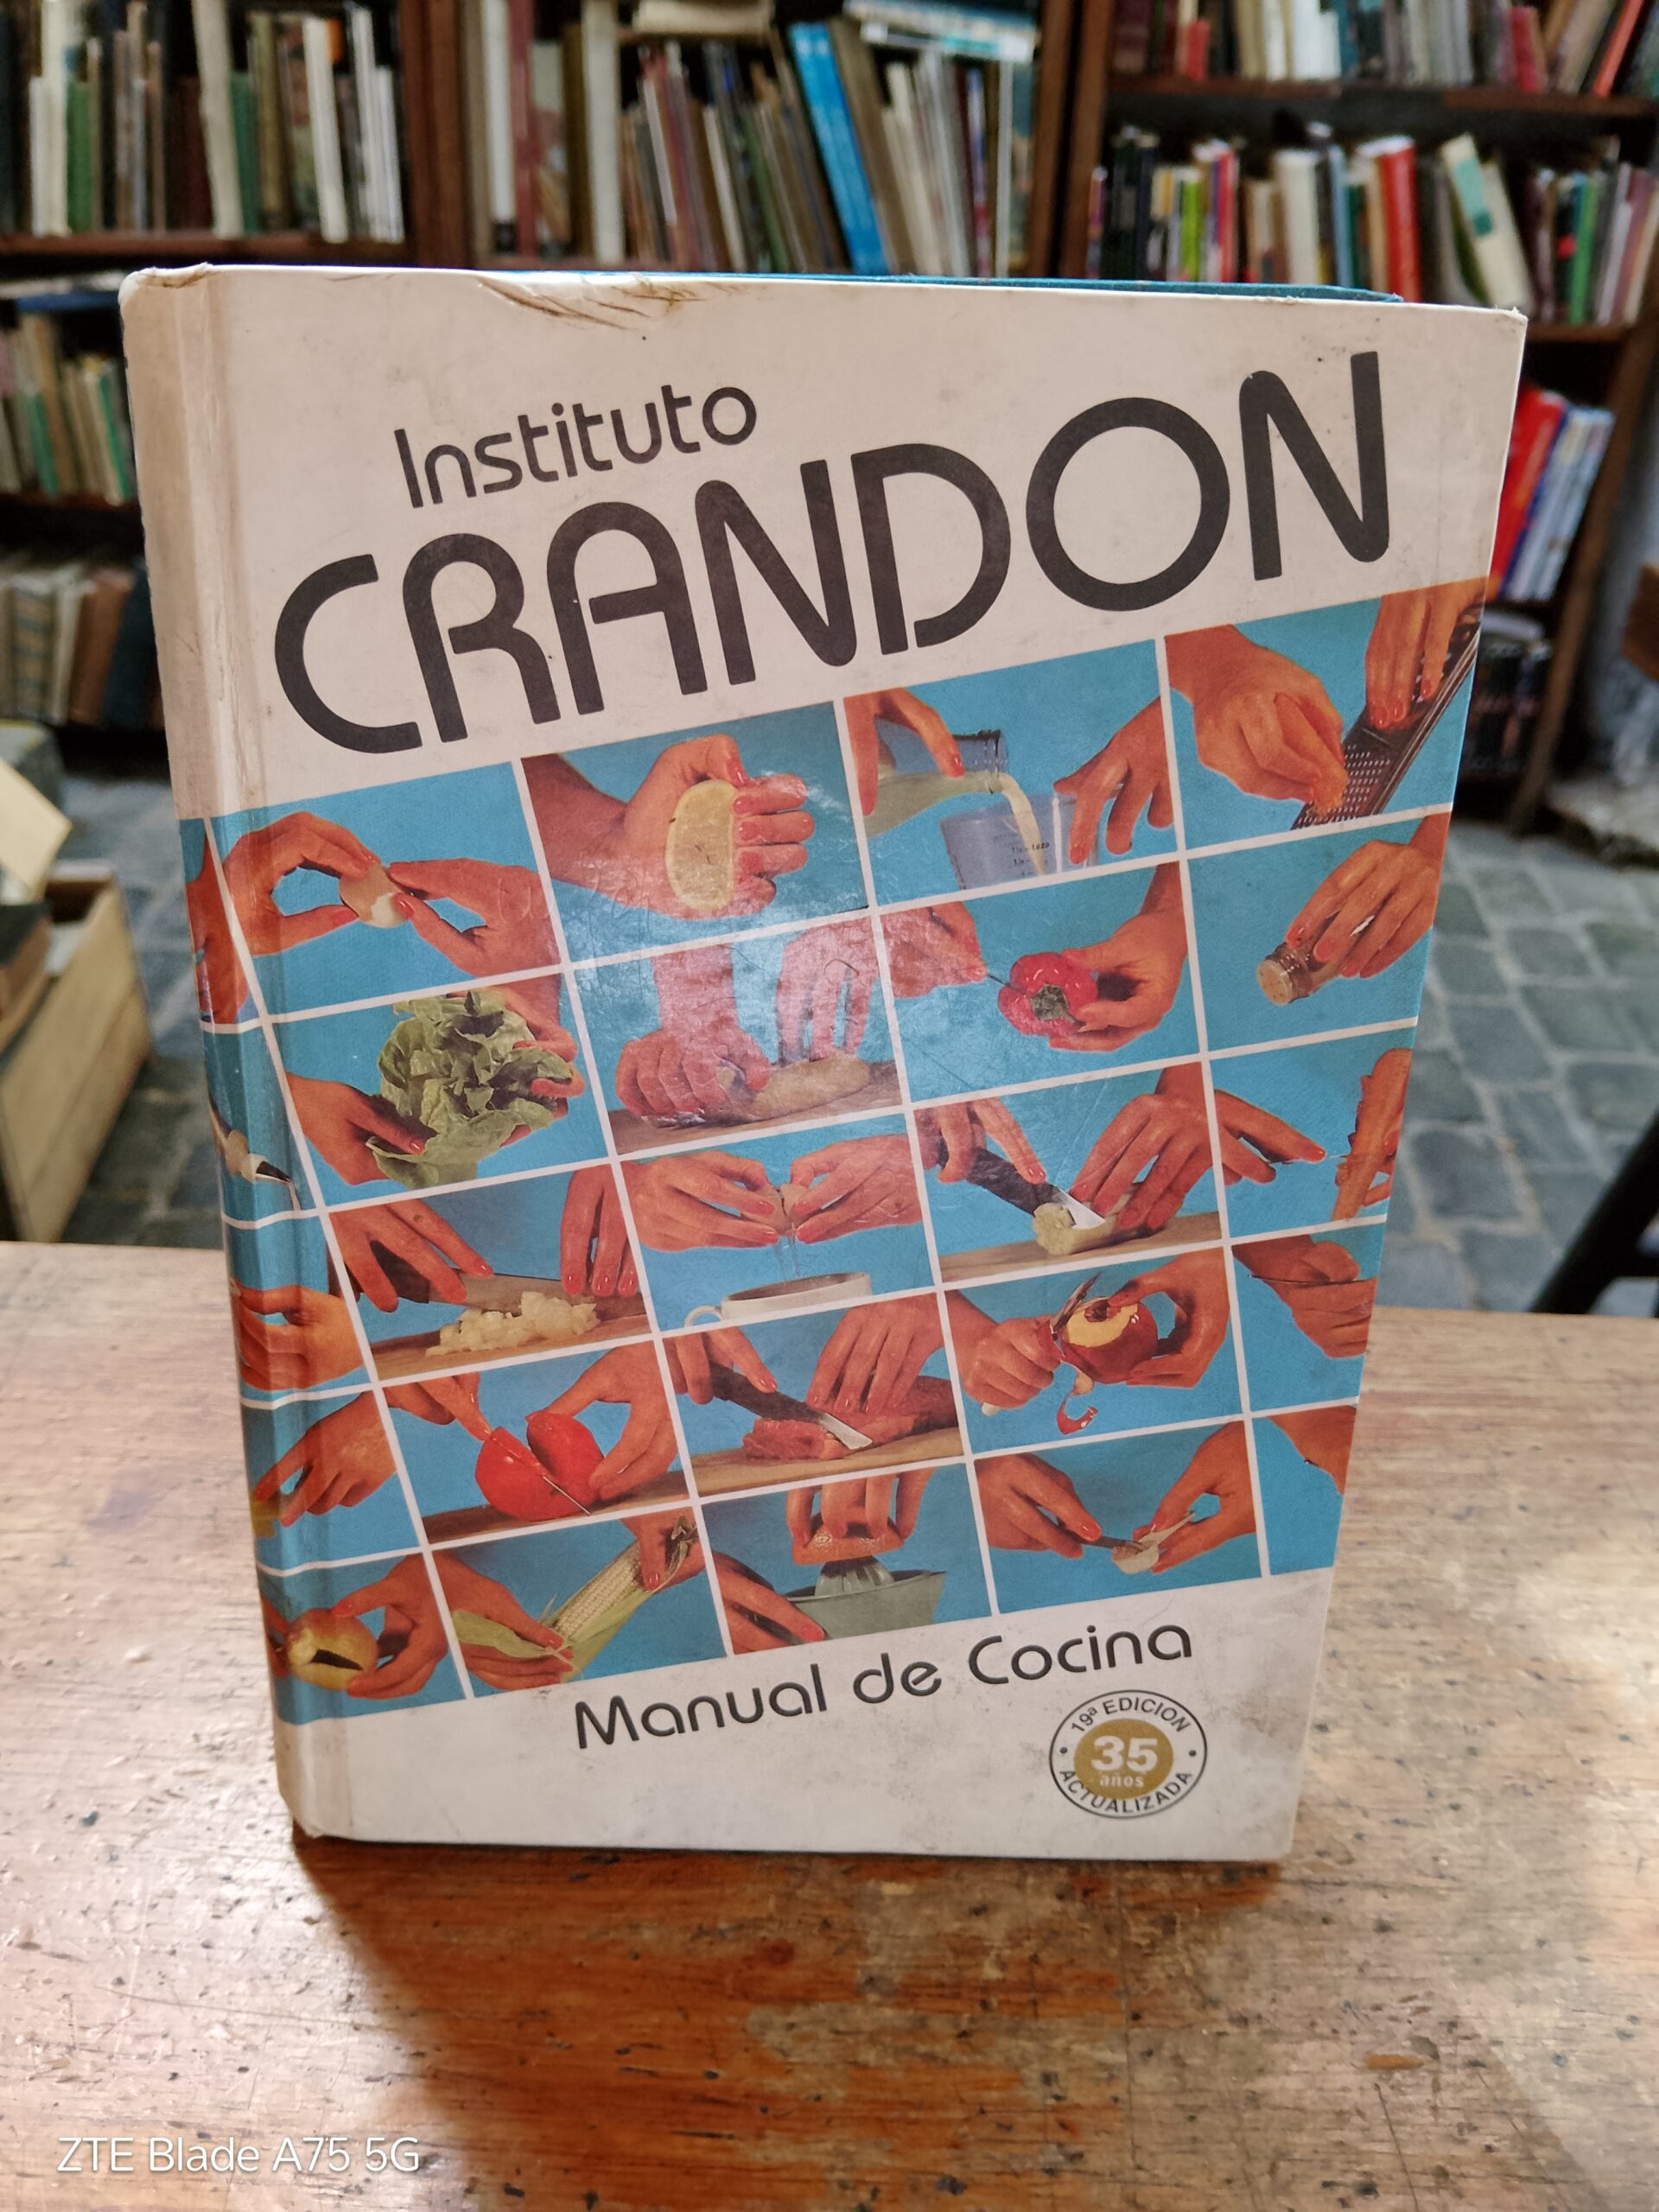 Instituto
CRANDON
Manual de Cocina
19ª EDICION
35
años
ACTUALIZADA
ZTE Blade A75 5G